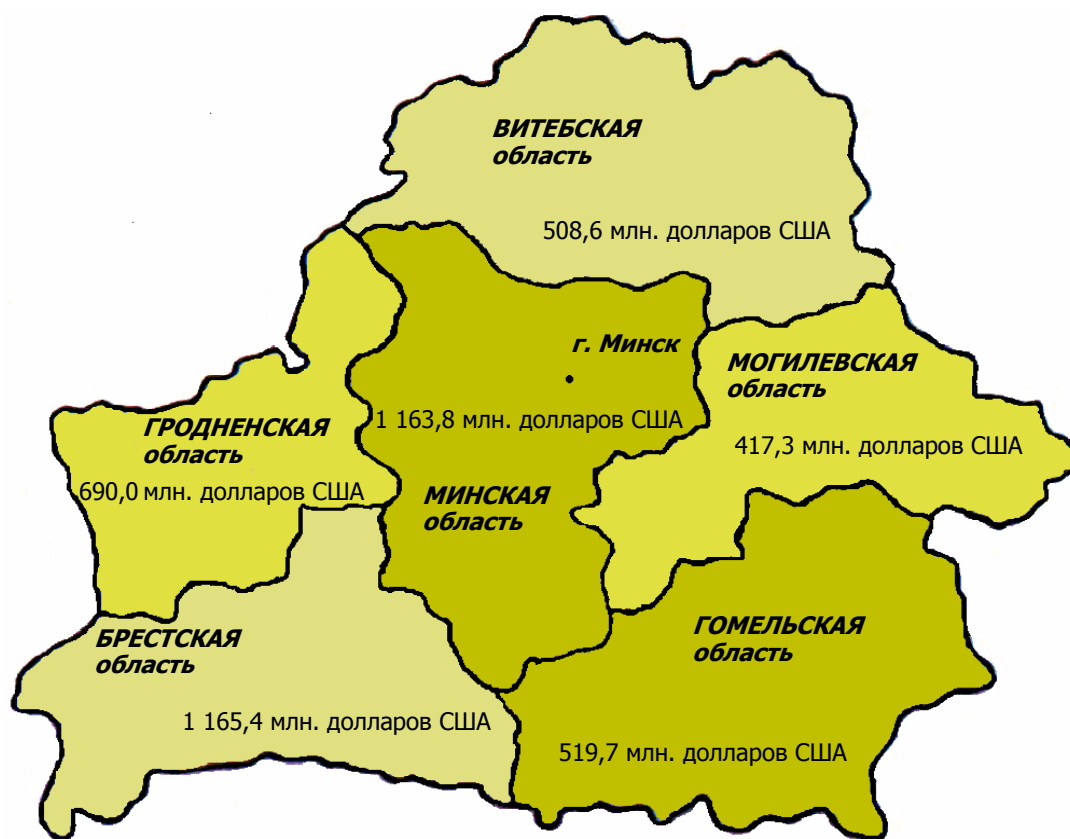 ВИТЕБСКАЯ
область
508,6 млн. долларов США
г. Минск
МОГИЛЕВСКАЯ
область
417,3 млн. долларов США
1 163,8 млн. долларов США
ГРОДНЕНСКАЯ
область
690,0 млн. долларов США
МИНСКАЯ
область
БРЕСТСКАЯ
область
1 165,4 млн. долларов США
ГОМЕЛЬСКАЯ
область
519,7 млн. долларов США